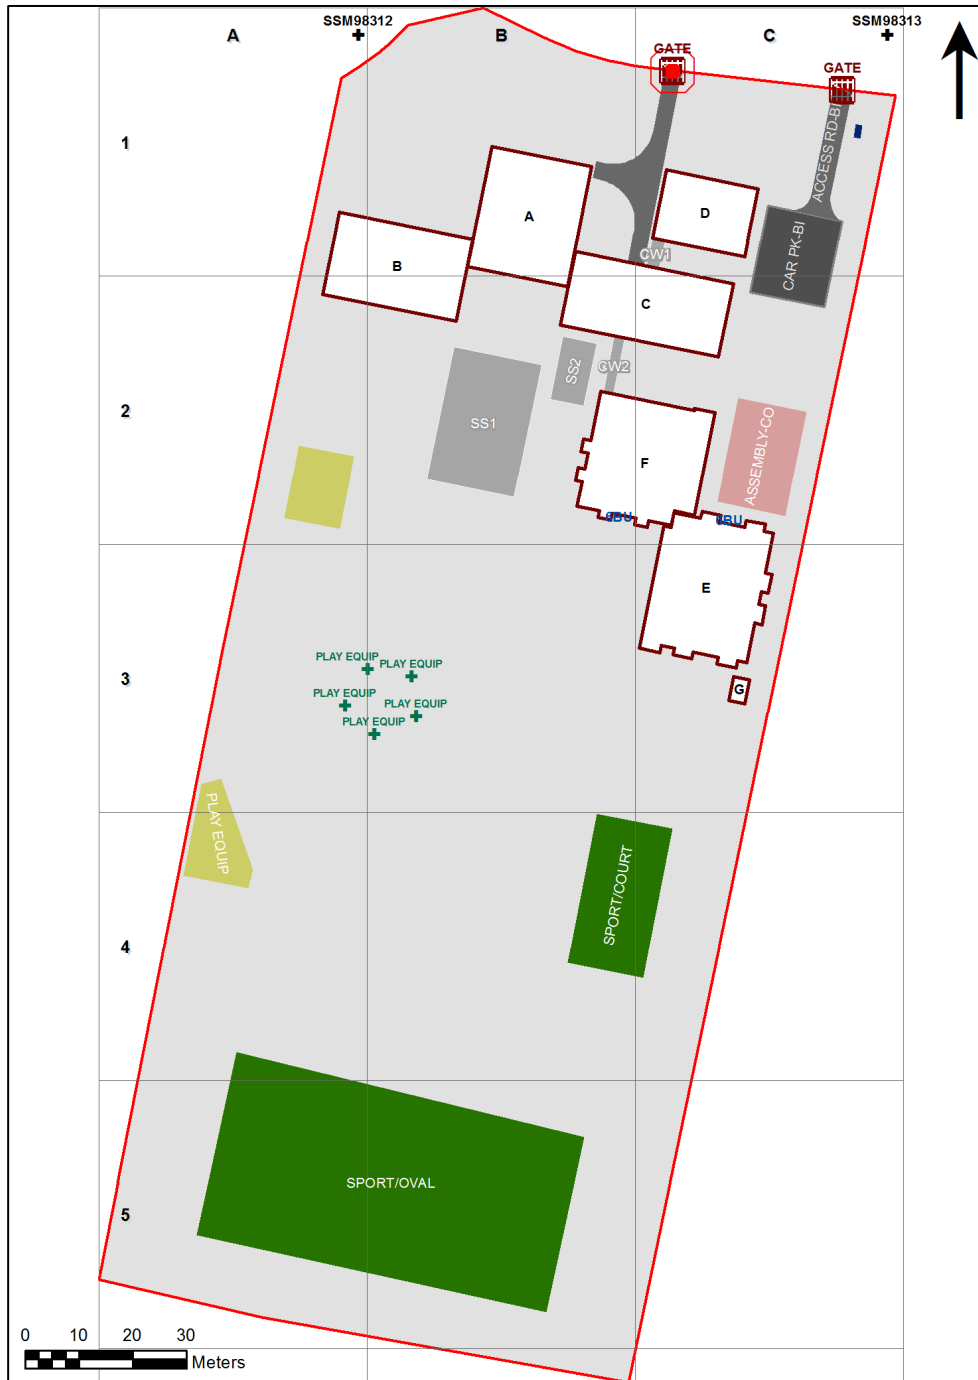 SSM98312
SSM98313
A
B
C
GATE
GATE
1
ACCESS RD-BI
A
D
B
CAR PK-BI
CW1
C
SS2
CW2
2
SS1
ASSEMBLY-CO
F
6BU
6BU
E
PLAY EQUIP
PLAY EQUIP
3
G
PLAY EQUIP
PLAY EQUIP
PLAY EQUIP
PLAY EQUIP
SPORT/COURT
4
SPORT/OVAL
5
0 10 20 30
Meters